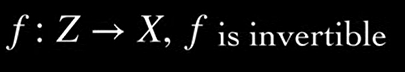 f : Z → X, f is invertible